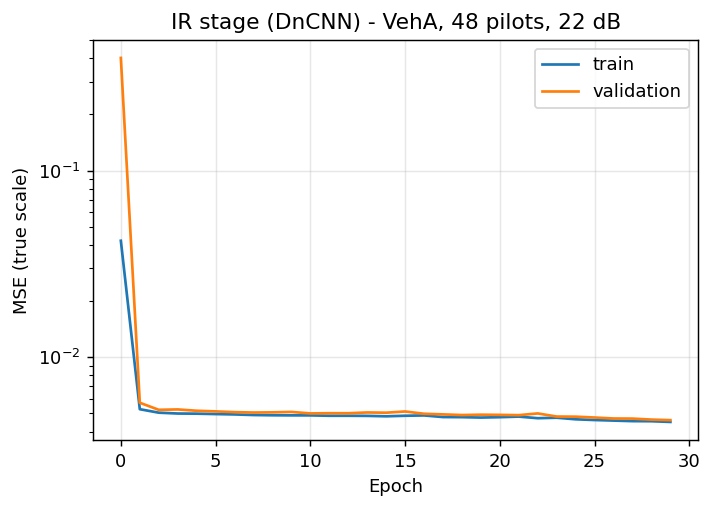 IR stage (DnCNN) - VehA, 48 pilots, 22 dB
train
validation
MSE (true scale)
10⁻¹
10⁻²
0 5 10 15 20 25 30
Epoch